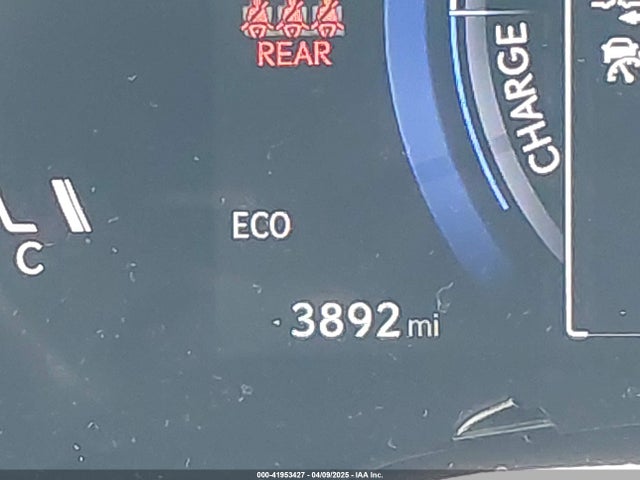 REAR
CHARGE
ECO
C
3892 mi
000-41953427 - 04/09/2025 - IAA Inc.